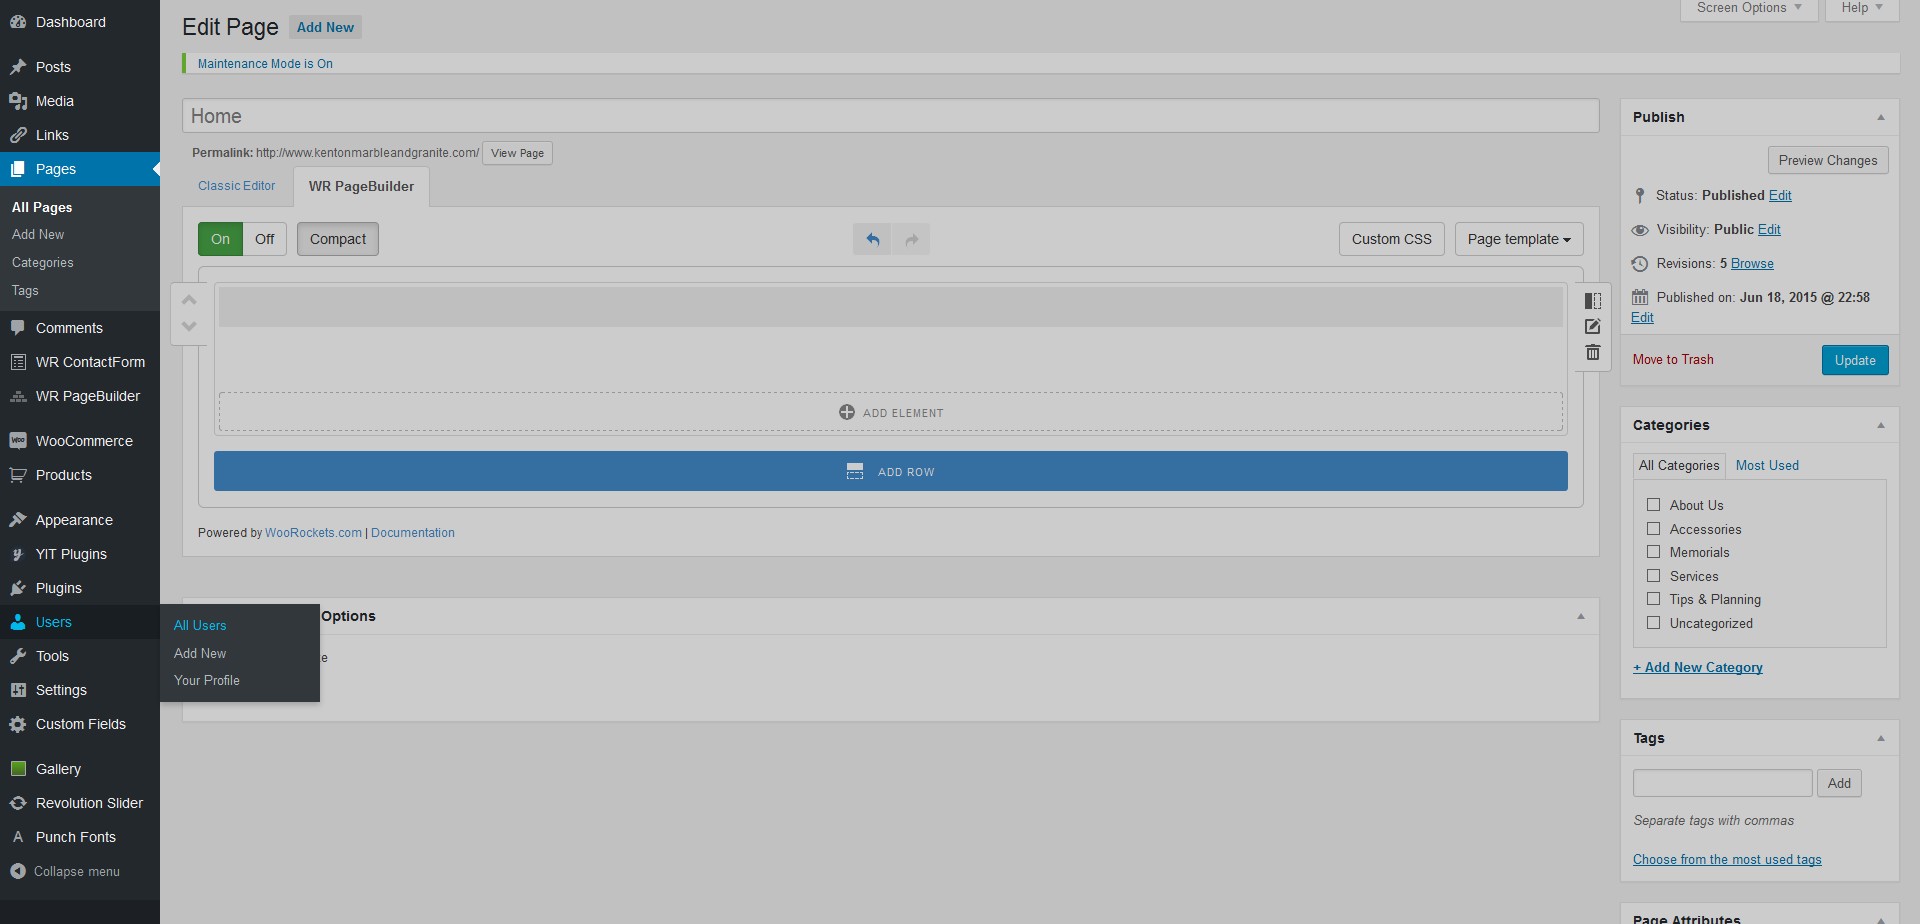 Dashboard
Posts
Media
Links
Pages
All Pages
Add New
Categories
Tags
Comments
WR ContactForm
WR PageBuilder
WooCommerce
Products
Appearance
YIT Plugins
Plugins
Users
Tools
Settings
Custom Fields
Gallery
Revolution Slider
Punch Fonts
Collapse menu
All Users
Add New
Your Profile
Screen Options
Help
Edit Page Add New
Maintenance Mode is On
Home
Permalink: http://www.kentonmarbleandgranite.com/ View Page
Classic Editor WR PageBuilder
On Off Compact Custom CSS Page template
ADD ELEMENT
ADD ROW
Powered by WooRockets.com | Documentation
Options
Publish
Preview Changes
Status: Published Edit
Visibility: Public Edit
Revisions: 5 Browse
Published on: Jun 18, 2015 @ 22:58
Edit
Move to Trash Update
Categories
All Categories Most Used
About Us
Accessories
Memorials
Services
Tips & Planning
Uncategorized
+ Add New Category
Tags
Add
Separate tags with commas
Choose from the most used tags
Page Attributes